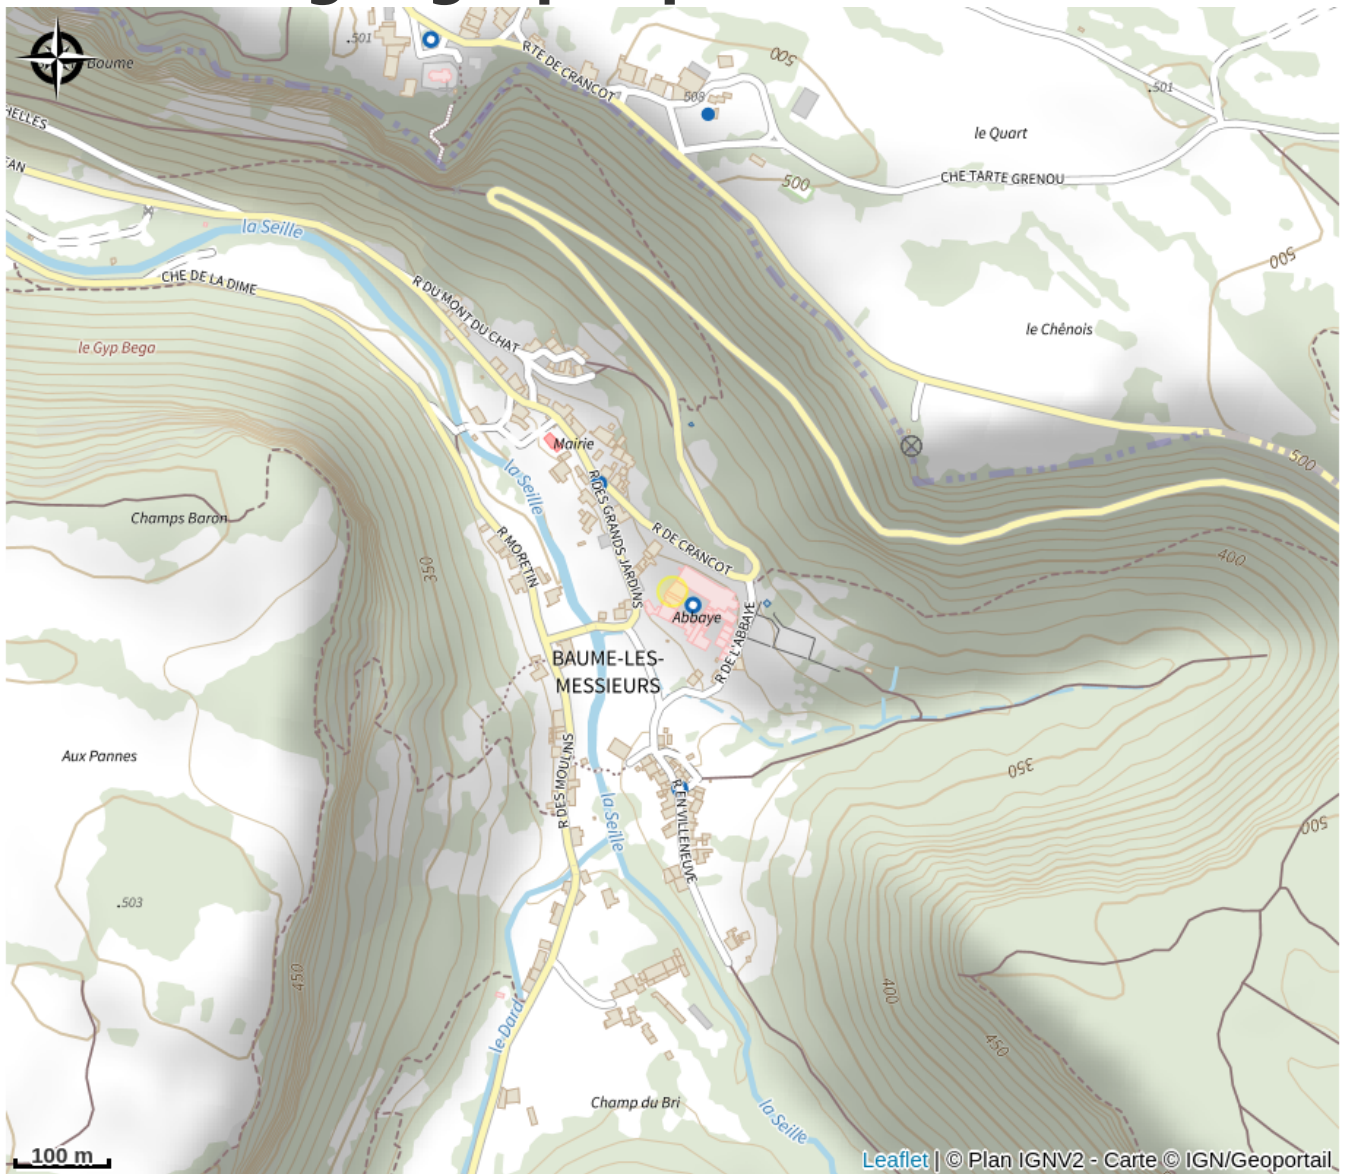 .501
Baume
RTE DE CRANCOT
500
508
.501
HELLES
le Quart
EAN
CHE TARTE GRENOU
500
la Seille
500
CHE DE LA DIME
R DU MONT DU CHAT
le Chênois
le Gyp Bega
Mairie
500
la Seille
R DES GRANDS JARDINS
Champs Baron
R DE CRANCOT
R MORETIN
350
400
Abbaye
R DE L'ABBAYE
BAUME-LES-
MESSIEURS
Aux Pannes
350
R DES MOULINS
la Seille
R EN VILLENEUVE
500
.503
450
400
le Dard
450
Champ du Bri
la Seille
100 m
Leaflet | © Plan IGNV2 - Carte © IGN/Geoportail